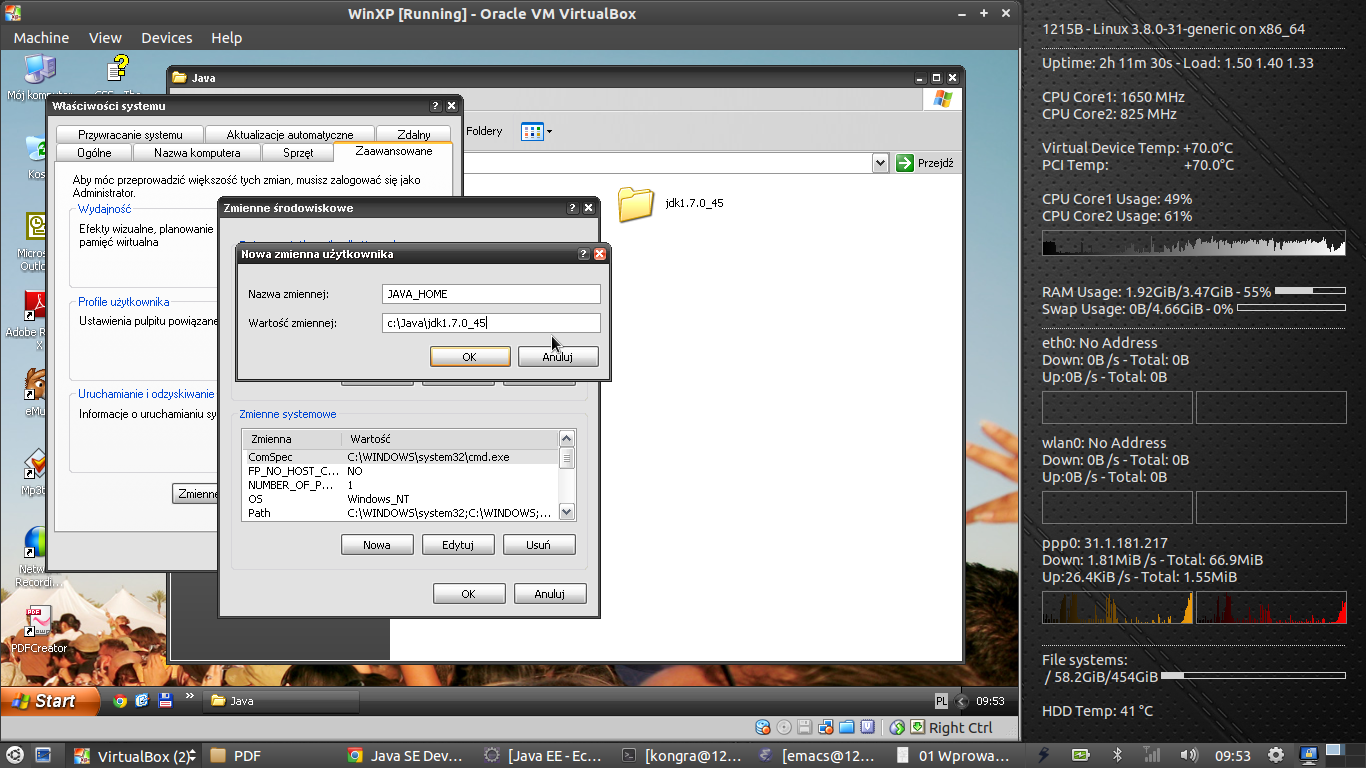 WinXP [Running] - Oracle VM VirtualBox
Machine View Devices Help
Mój
Java
Właściwości systemu
Przywracanie systemu Aktualizacje automatyczne Zdalny
Ogólne Nazwa komputera Sprzęt Zaawansowane
Aby móc przeprowadzić większość tych zmian, musisz zalogować się jako
Administrator.
Wydajność
Efekty wizualne, planowanie
pamięć wirtualna
Profile użytkownika
Ustawienia pulpitu powiązane
Uruchamianie i odzyskiwanie
Informacje o uruchamianiu
Zmienne
Foldery
Przejdź
jdk1.7.0_45
Zmienne środowiskowe
Nowa zmienna użytkownika
Nazwa zmiennej: JAVA_HOME
Wartość zmiennej: c:\Java\jdk1.7.0_45
OK Anuluj
Zmienne systemowe
Zmienna Wartość
ComSpec C:\WINDOWS\system32\cmd.exe
FP_NO_HOST_C... NO
NUMBER_OF_P... 1
OS Windows_NT
Path C:\WINDOWS\system32;C:\WINDOWS;...
Nowa Edytuj Usuń
OK Anuluj
PDF
PDFCreator
Start
» Java PL 09:53
Right Ctrl
VirtualBox (2) PDF Java SE Dev... [Java EE - Ec... [kongra@12... [emacs@12... 01 Wprowa... 09:53
1215B - Linux 3.8.0-31-generic on x86_64
Uptime: 2h 11m 30s - Load: 1.50 1.40 1.33
CPU Core1: 1650 MHz
CPU Core2: 825 MHz
Virtual Device Temp: +70.0°C
PCI Temp: +70.0°C
CPU Core1 Usage: 49%
CPU Core2 Usage: 61%
RAM Usage: 1.92GiB/3.47GiB - 55%
Swap Usage: 0B/4.66GiB - 0%
eth0: No Address
Down: 0B /s - Total: 0B
Up:0B /s - Total: 0B
wlan0: No Address
Down: 0B /s - Total: 0B
Up:0B /s - Total: 0B
ppp0: 31.1.181.217
Down: 1.81MiB /s - Total: 66.9MiB
Up:26.4KiB /s - Total: 1.55MiB
File systems:
/ 58.2GiB/454GiB
HDD Temp: 41 °C